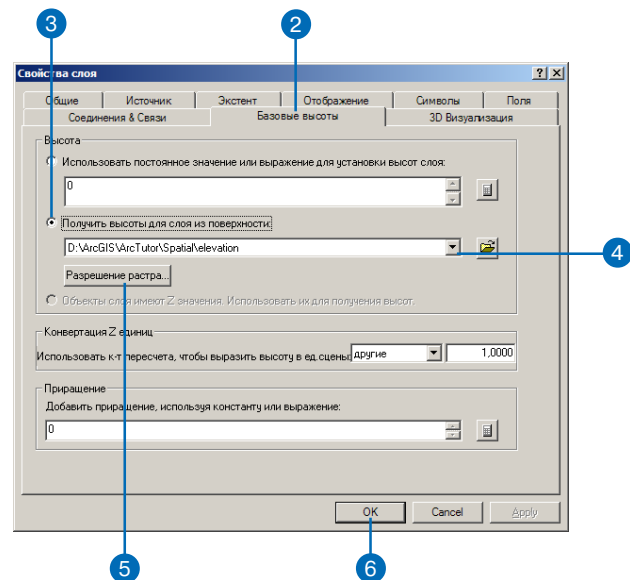 3
2
Свойства слоя
Общие
Источник
Экстент
Отображение
Символы
Поля
Соединения & Связи
Базовые высоты
3D Визуализация
Высота
Использовать постоянное значение или выражение для установки высот слоя:
0
Получить высоты для слоя из поверхности:
D:\ArcGIS\ArcTutor\Spatial\elevation
4
Разрешение растра...
Объекты слоя имеют Z значения. Использовать их для получения высот.
Конвертация Z единиц
Использовать к-т пересчета, чтобы выразить высоту в ед.сцены:
другие
1,0000
Приращение
Добавить приращение, используя константу или выражение:
0
OK
Cancel
Apply
5
6